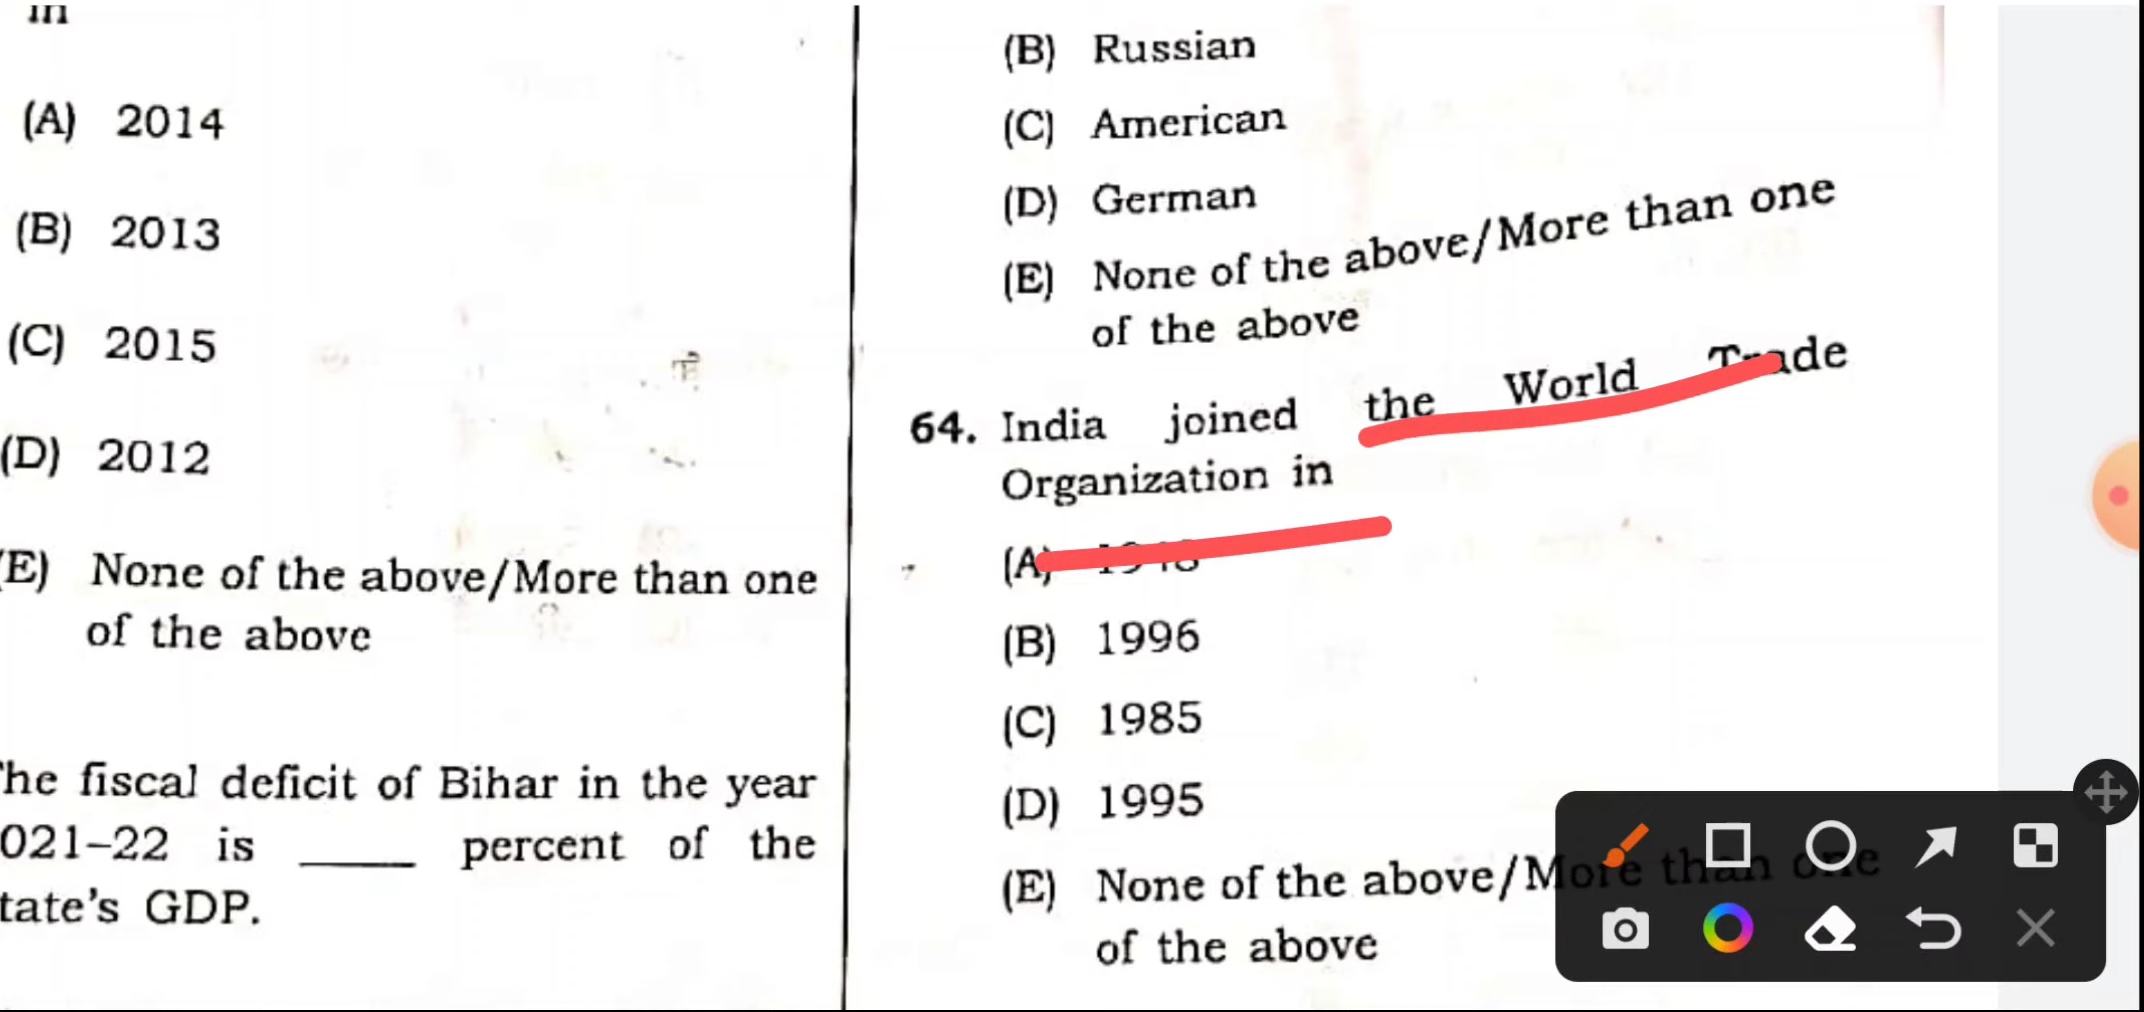 in
(A) 2014
(B) 2013
(C) 2015
(D) 2012
(E) None of the above/More than one
of the above
he fiscal deficit of Bihar in the year
021–22 is ____ percent of the
tate's GDP.
(B) Russian
(C) American
(D) German
(E) None of the above/More than one
of the above
64. India joined the World Trade
Organization in
(A)
(B) 1996
(C) 1985
(D) 1995
(E) None of the above/More than one
of the above